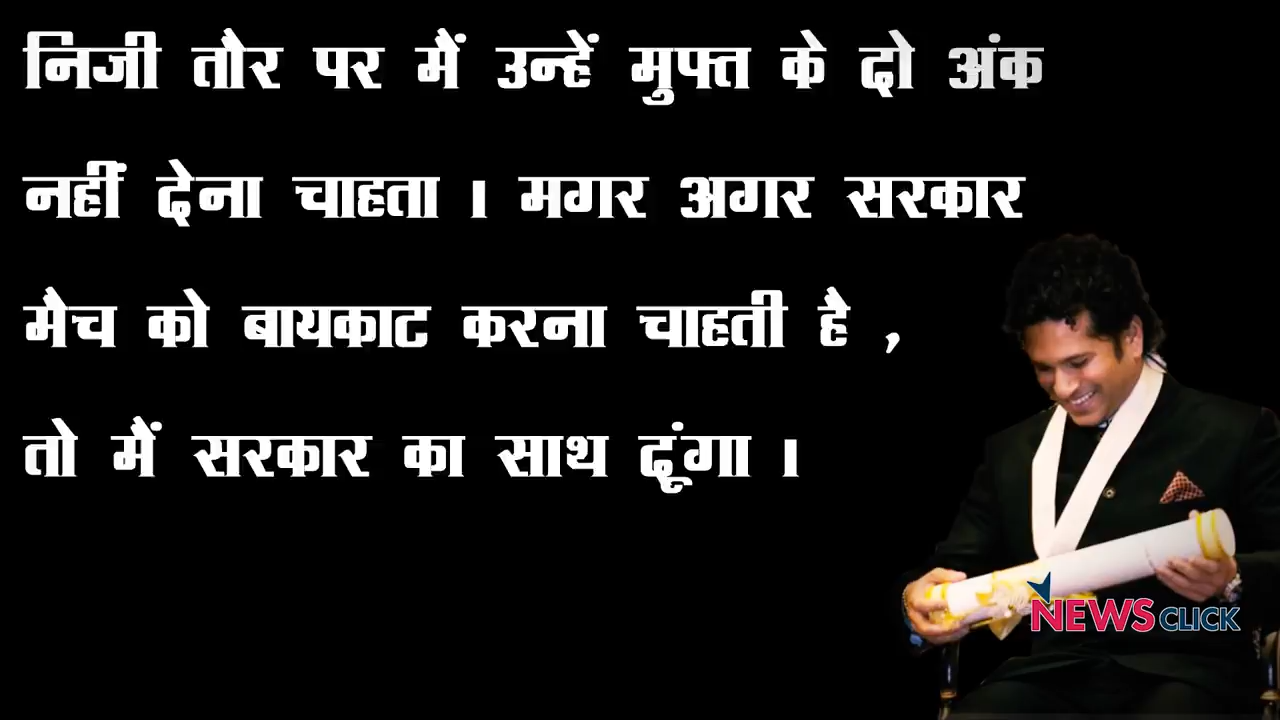 निजी तौर पर मैं उन्हें मुफ्त के दो अंक
नहीं देना चाहता । मगर अगर सरकार
मैच को बायकाट करना चाहती है ,
तो मैं सरकार का साथ दूंगा ।
NEWSCLICK